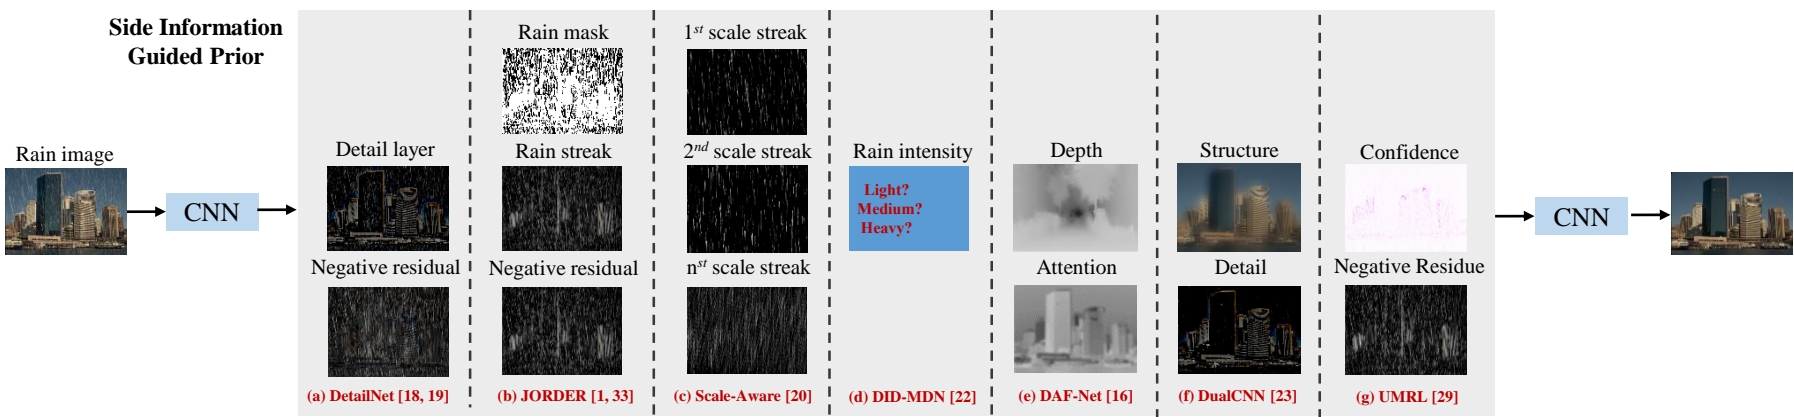 Side Information
Guided Prior
Rain image
CNN
Detail layer
Negative residual
(a) DetailNet [18, 19]
Rain mask
Rain streak
Negative residual
(b) JORDER [1, 33]
1st scale streak
2nd scale streak
nst scale streak
(c) Scale-Aware [20]
Rain intensity
Light?
Medium?
Heavy?
(d) DID-MDN [22]
Depth
Attention
(e) DAF-Net [16]
Structure
Detail
(f) DualCNN [23]
Confidence
Negative Residue
(g) UMRL [29]
CNN